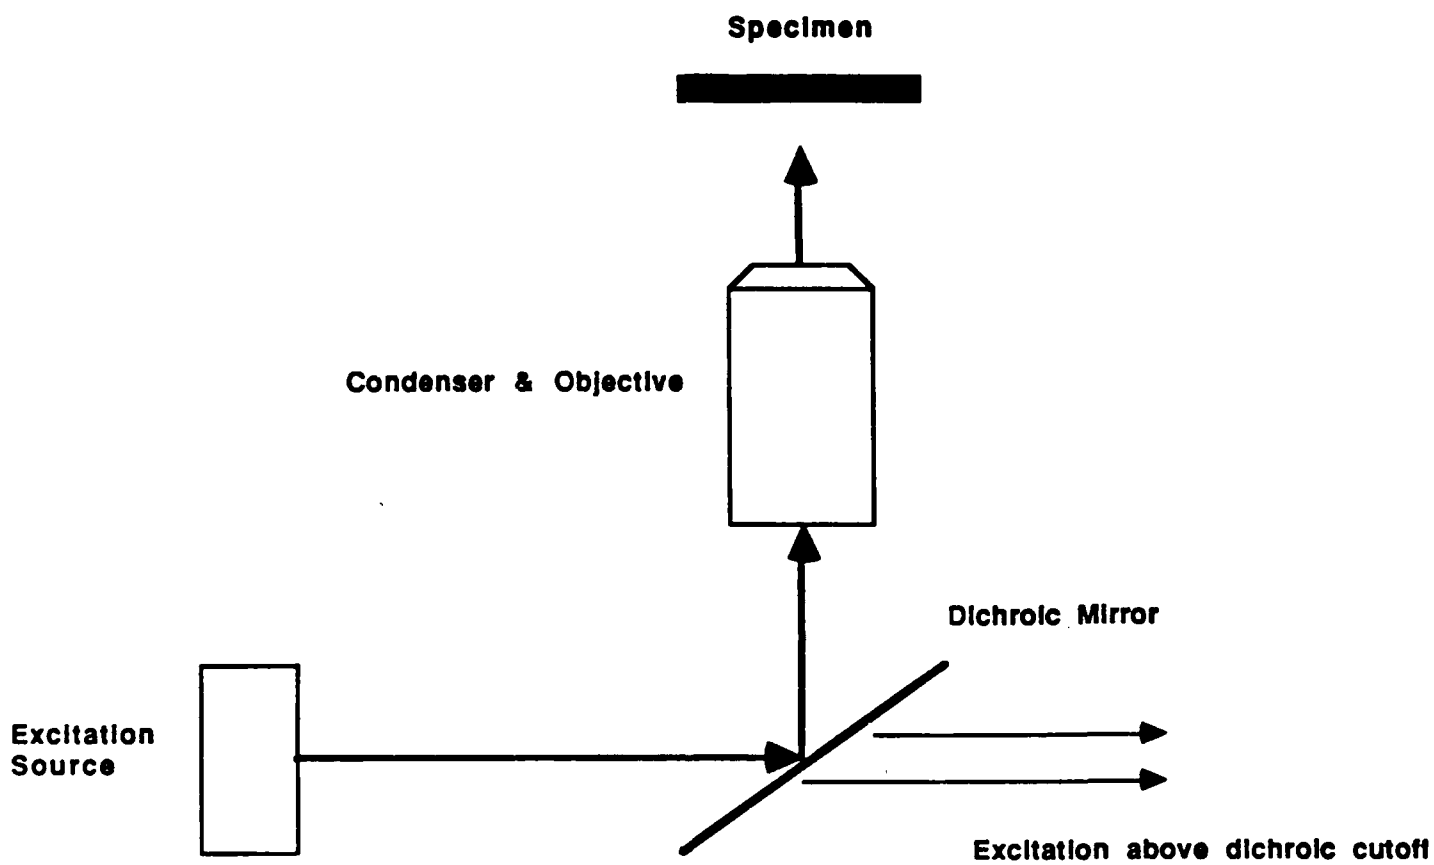 Specimen
Condenser & Objective
Dichroic Mirror
Excitation
Source
Excitation above dichroic cutoff